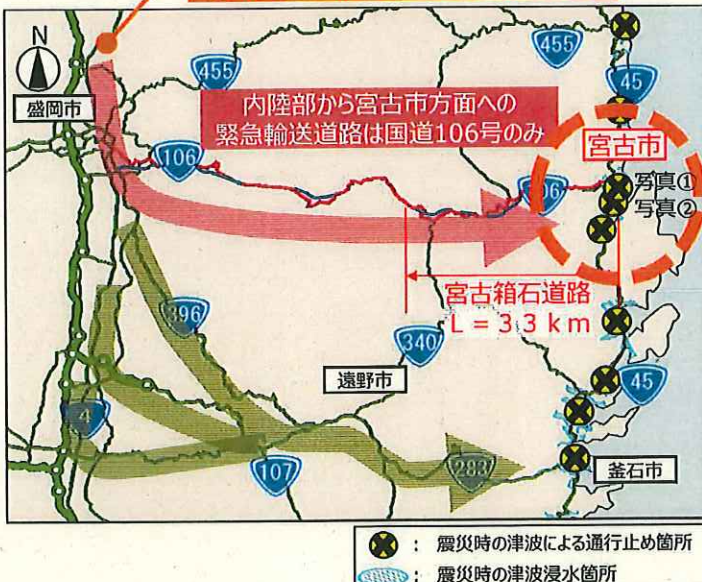 N
盛岡市
455
455
45
内陸部から宮古市方面への
緊急輸送道路は国道106号のみ
宮古市
106
106
写真①
写真②
宮古箱石道路
L = 33km
396
340
遠野市
45
4
107
283
釜石市
: 震災時の津波による通行止め箇所
: 震災時の津波浸水箇所